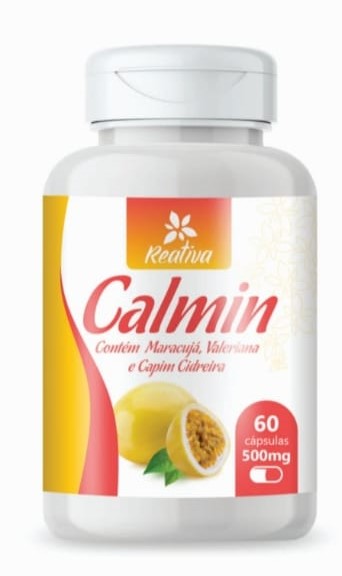 Reativa
Calmin
Contém Maracujá, Valeriana
e Capim Cidreira
60
cápsulas
500mg